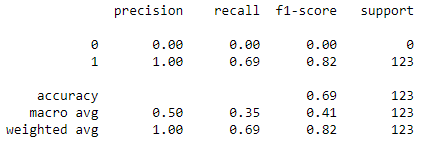 precision recall f1-score support
0 0.00 0.00 0.00 0
1 1.00 0.69 0.82 123
accuracy 0.69 123
macro avg 0.50 0.35 0.41 123
weighted avg 1.00 0.69 0.82 123